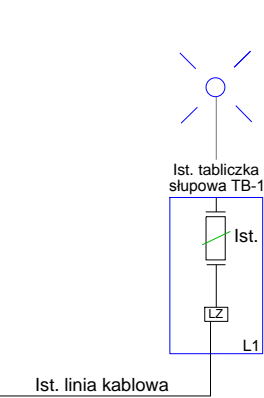 Ist. tabliczka
słupowa TB-1
Ist.
LZ
L1
Ist. linia kablowa